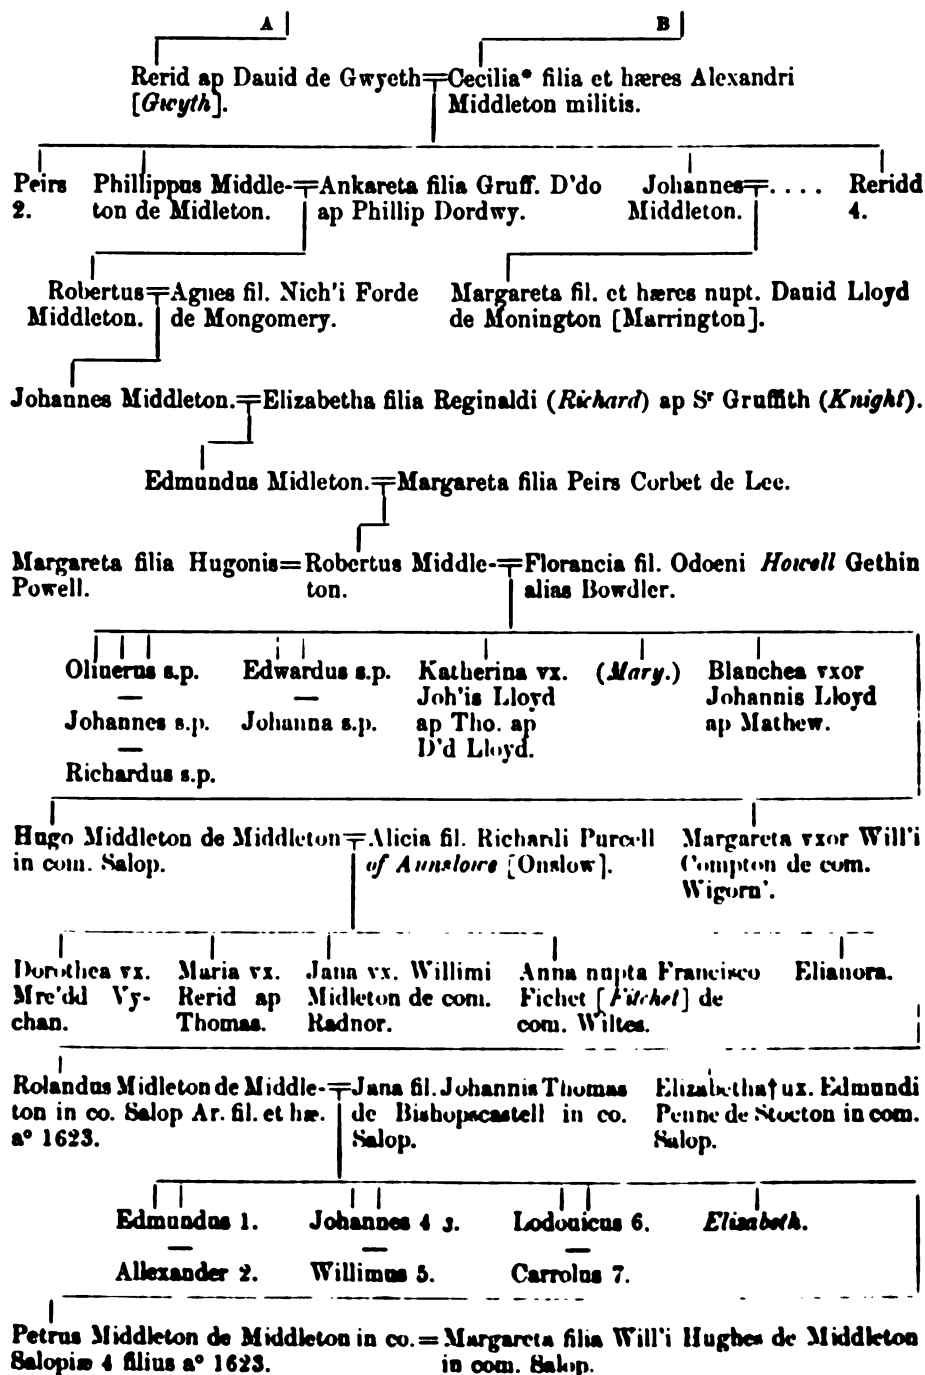 A B
Rerid ap Dauid de Gwyeth=Cecilia* filia et hæres Alexandri
[Gwyth]. Middleton militis.
Peirs Phillippus Middle-=Ankareta filia Gruff. D'do Johannes=.... Reridd
2. ton de Midleton. ap Phillip Dordwy. Middleton. 4.
Robertus=Agnes fil. Nich'i Forde Margareta fil. et hæres nupt. Dauid Lloyd
Middleton. de Mongomery. de Monington [Marrington].
Johannes Middleton.=Elizabetha filia Reginaldi (Richard) ap Sr Gruffith (Knight).
Edmundus Midleton.=Margareta filia Peirs Corbet de Lee.
Margareta filia Hugonis=Robertus Middle-=Florancia fil. Odoeni Howell Gethin
Powell. ton. alias Bowdler.
Oliuerus s.p. Edwardus s.p. Katherina vx. (Mary.) Blanchea vxor
— — Joh'is Lloyd Johannis Lloyd
Johannes s.p. Johanna s.p. ap Tho. ap ap Mathew.
— D'd Lloyd.
Richardus s.p.
Hugo Middleton de Middleton=Alicia fil. Richardi Purcell Margareta vxor Will'i
in com. Salop. of Aunslowe [Onslow]. Compton de com.
Wigorn'.
Dorothea vx. Maria vx. Jana vx. Willimi Anna nupta Francisco Elianora.
Mre'dd Vy- Rerid ap Midleton de com. Fichet [Fitchet] de
chan. Thomas. Radnor. com. Wiltes.
Rolandus Midleton de Middle-=Jana fil. Johannis Thomas Elizabetha† ux. Edmundi
ton in co. Salop Ar. fil. et hæ. de Bishopscastell in co. Penne de Stocton in com.
a° 1623. Salop. Salop.
Edmundus 1. Johannes 4 3. Lodouicus 6. Elizabeth.
— — —
Allexander 2. Willimus 5. Carrolus 7.
Petrus Middleton de Middleton in co.=Margareta filia Will'i Hughes de Middleton
Salopiæ 4 filius a° 1623. in com. Salop.